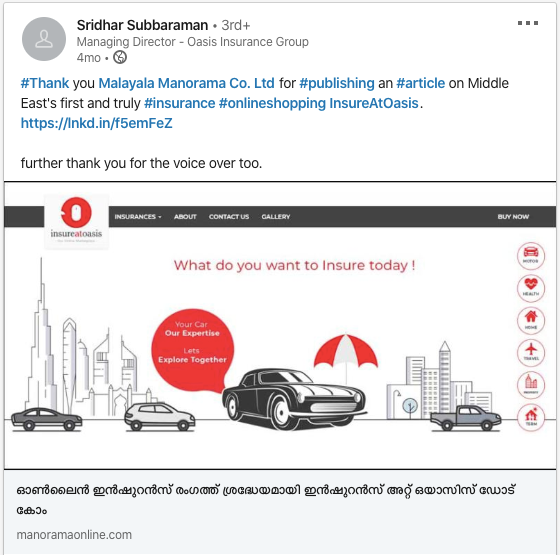 Sridhar Subbaraman • 3rd+
Managing Director - Oasis Insurance Group
4mo •
#Thank you Malayala Manorama Co. Ltd for #publishing an #article on Middle
East's first and truly #insurance #onlineshopping InsureAtOasis.
https://lnkd.in/f5emFeZ
further thank you for the voice over too.
insureatoasis
INSURANCES
ABOUT
CONTACT US
GALLERY
BUY NOW
What do you want to Insure today !
Your Car
Our Expertise
Lets
Explore Together
MOTOR
HEALTH
HOME
TRAVEL
TERM
ഓൺലൈൻ ഇൻഷുറൻസ് രംഗത്ത് ശ്രദ്ധേയമായി ഇൻഷുറൻസ് അറ്റ് ഒയാസിസ് ഡോട്
കോം
manoramaonline.com